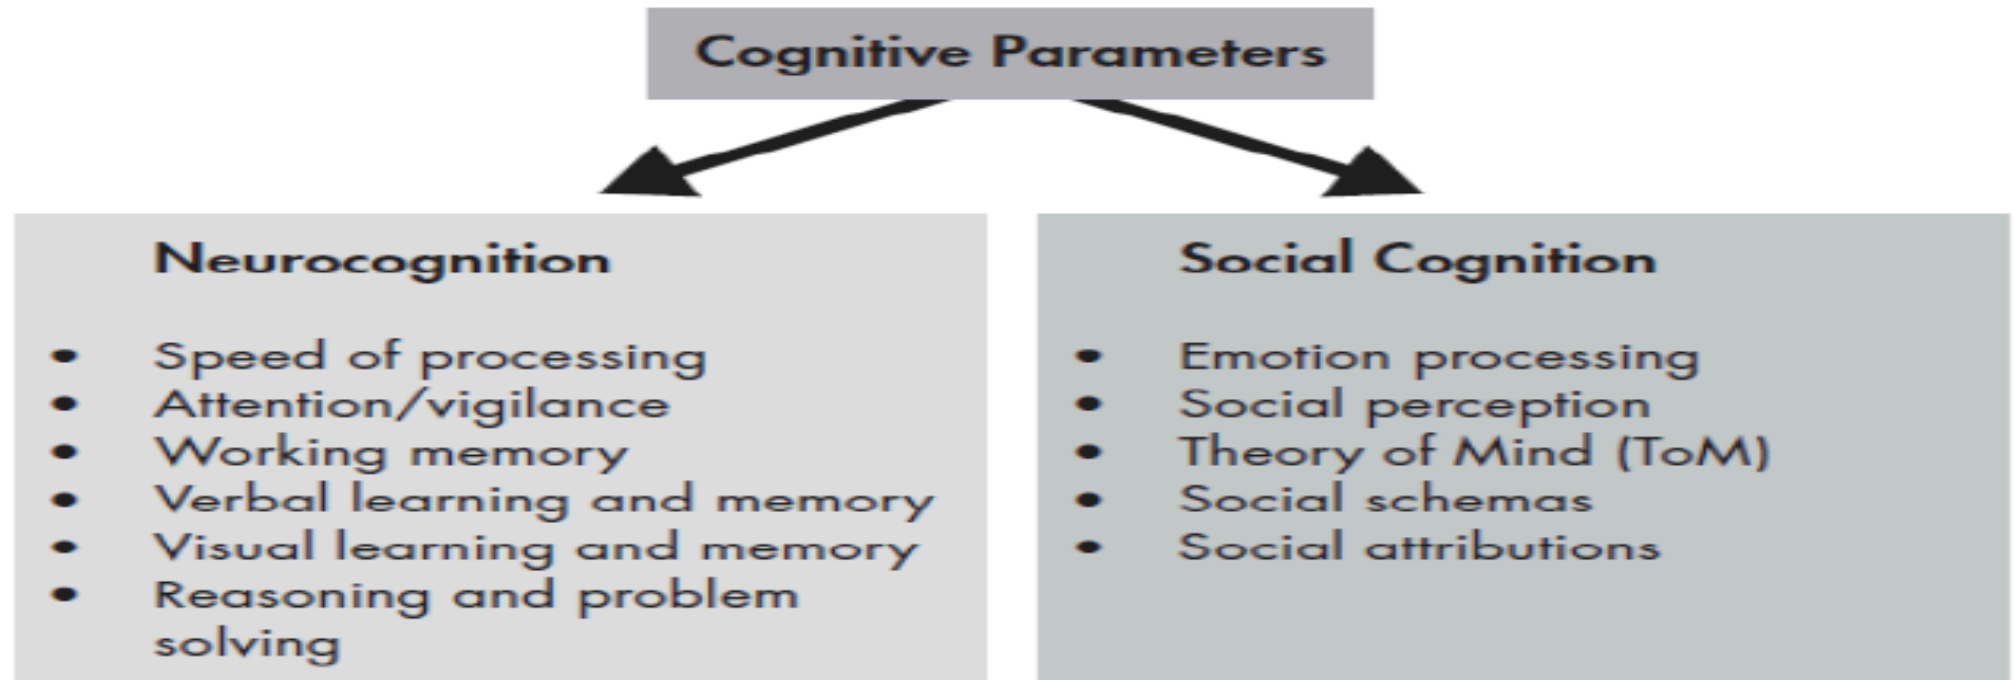 Cognitive Parameters
Neurocognition
• Speed of processing
• Attention/vigilance
• Working memory
• Verbal learning and memory
• Visual learning and memory
• Reasoning and problem
solving
Social Cognition
• Emotion processing
• Social perception
• Theory of Mind (ToM)
• Social schemas
• Social attributions